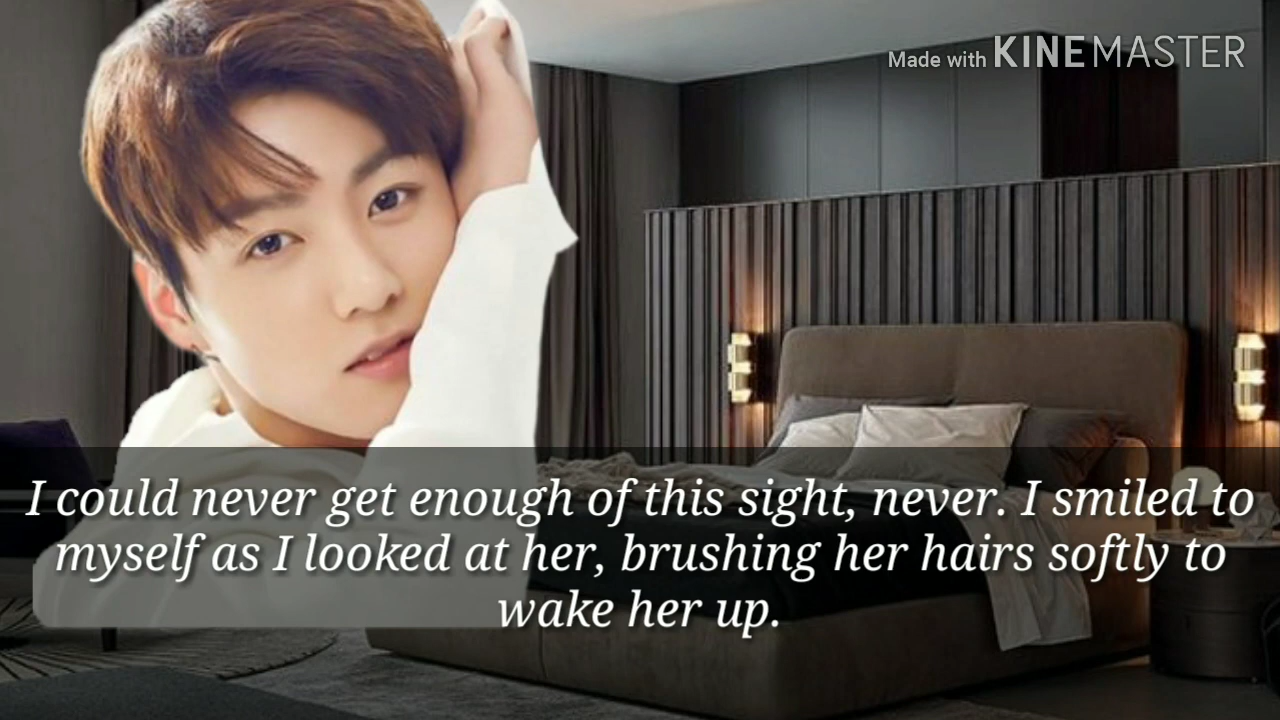 Made with KINEMASTER
I could never get enough of this sight, never. I smiled to
myself as I looked at her, brushing her hairs softly to
wake her up.